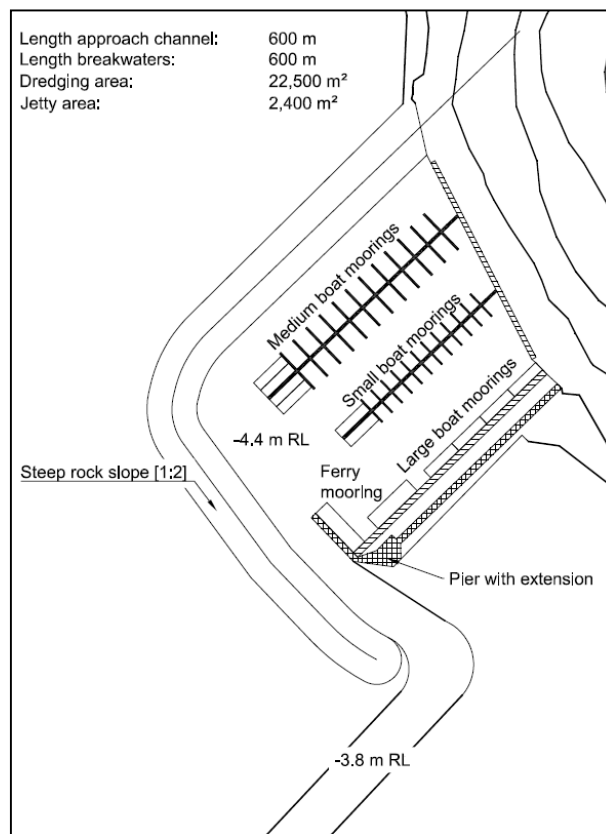 Length approach channel: 600 m
Length breakwaters: 600 m
Dredging area: 22,500 m²
Jetty area: 2,400 m²
Medium boat moorings
Small boat moorings
-4.4 m RL
Large boat moorings
Steep rock slope [1:2]
Ferry
mooring
Pier with extension
-3.8 m RL